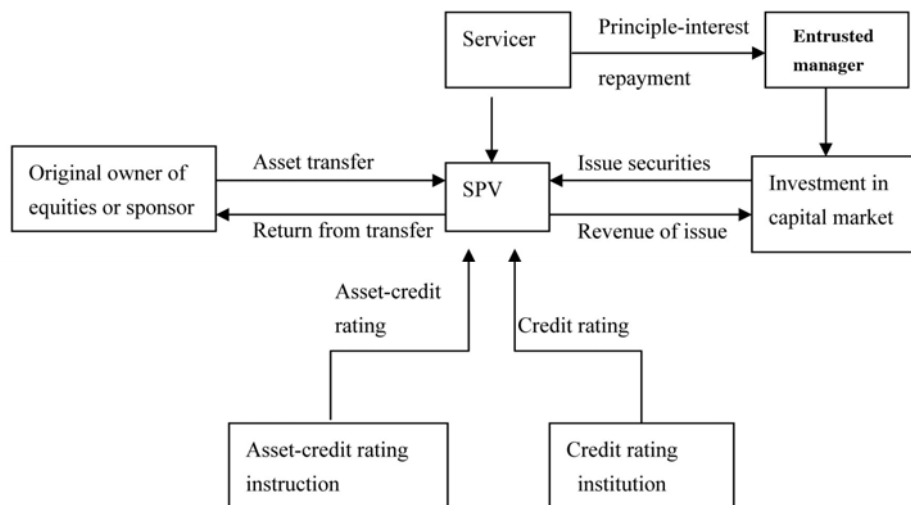 Servicer
Principle-interest
repayment
Entrusted
manager
Original owner of
equities or sponsor
Asset transfer
Return from transfer
SPV
Issue securities
Revenue of issue
Investment in
capital market
Asset-credit
rating
Credit rating
Asset-credit rating
instruction
Credit rating
institution